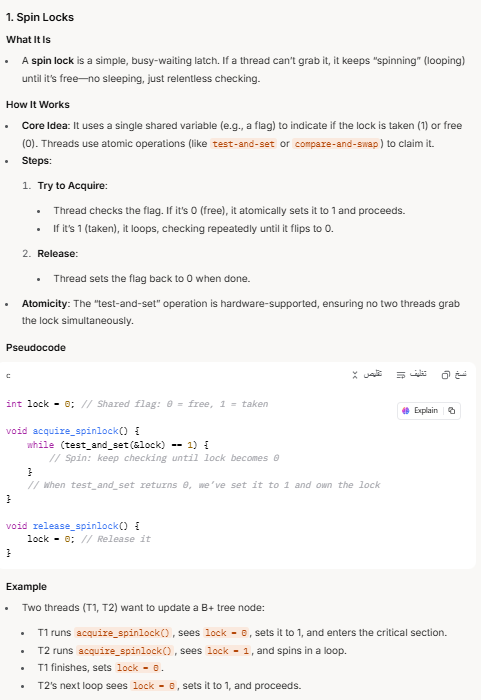 1. Spin Locks
What It Is
• A spin lock is a simple, busy-waiting latch. If a thread can't grab it, it keeps “spinning” (looping)
until it's free—no sleeping, just relentless checking.
How It Works
• Core Idea: It uses a single shared variable (e.g., a flag) to indicate if the lock is taken (1) or free
(0). Threads use atomic operations (like test-and-set or compare-and-swap) to claim it.
• Steps:
1. Try to Acquire:
• Thread checks the flag. If it's 0 (free), it atomically sets it to 1 and proceeds.
• If it's 1 (taken), it loops, checking repeatedly until it flips to 0.
2. Release:
• Thread sets the flag back to 0 when done.
• Atomicity: The “test-and-set” operation is hardware-supported, ensuring no two threads grab
the lock simultaneously.
Pseudocode
c تقليص تغليف نسخ
int lock = 0; // Shared flag: 0 = free, 1 = taken
Explain
void acquire_spinlock() {
    while (test_and_set(&lock) == 1) {
        // Spin: keep checking until lock becomes 0
    }
    // When test_and_set returns 0, we've set it to 1 and own the lock
}
void release_spinlock() {
    lock = 0; // Release it
}
Example
• Two threads (T1, T2) want to update a B+ tree node:
• T1 runs acquire_spinlock(), sees lock = 0, sets it to 1, and enters the critical section.
• T2 runs acquire_spinlock(), sees lock = 1, and spins in a loop.
• T1 finishes, sets lock = 0.
• T2's next loop sees lock = 0, sets it to 1, and proceeds.